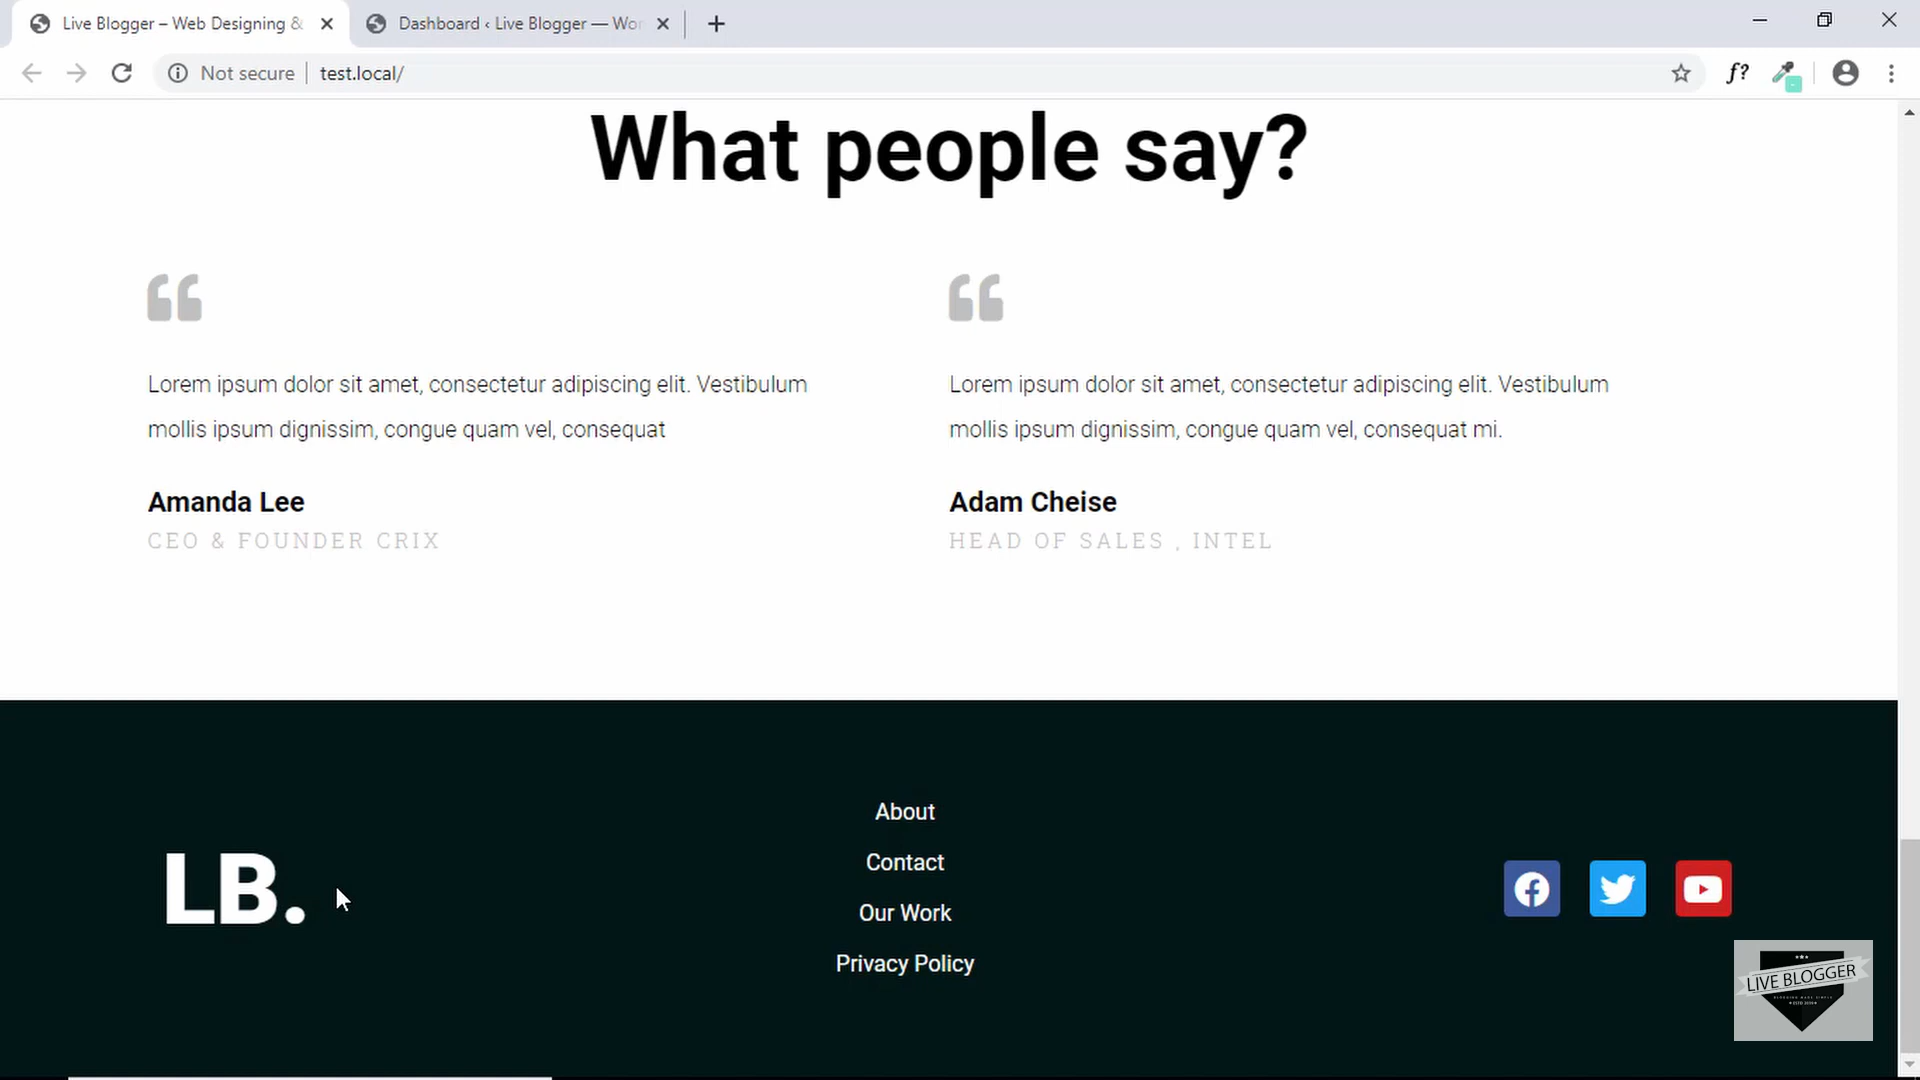 Live Blogger – Web Designing &
Dashboard ‹ Live Blogger — Wor
Not secure
test.local/
f?
What people say?
Lorem ipsum dolor sit amet, consectetur adipiscing elit. Vestibulum
mollis ipsum dignissim, congue quam vel, consequat
Amanda Lee
CEO & FOUNDER CRIX
Lorem ipsum dolor sit amet, consectetur adipiscing elit. Vestibulum
mollis ipsum dignissim, congue quam vel, consequat mi.
Adam Cheise
HEAD OF SALES , INTEL
LB.
About
Contact
Our Work
Privacy Policy
LIVE BLOGGER